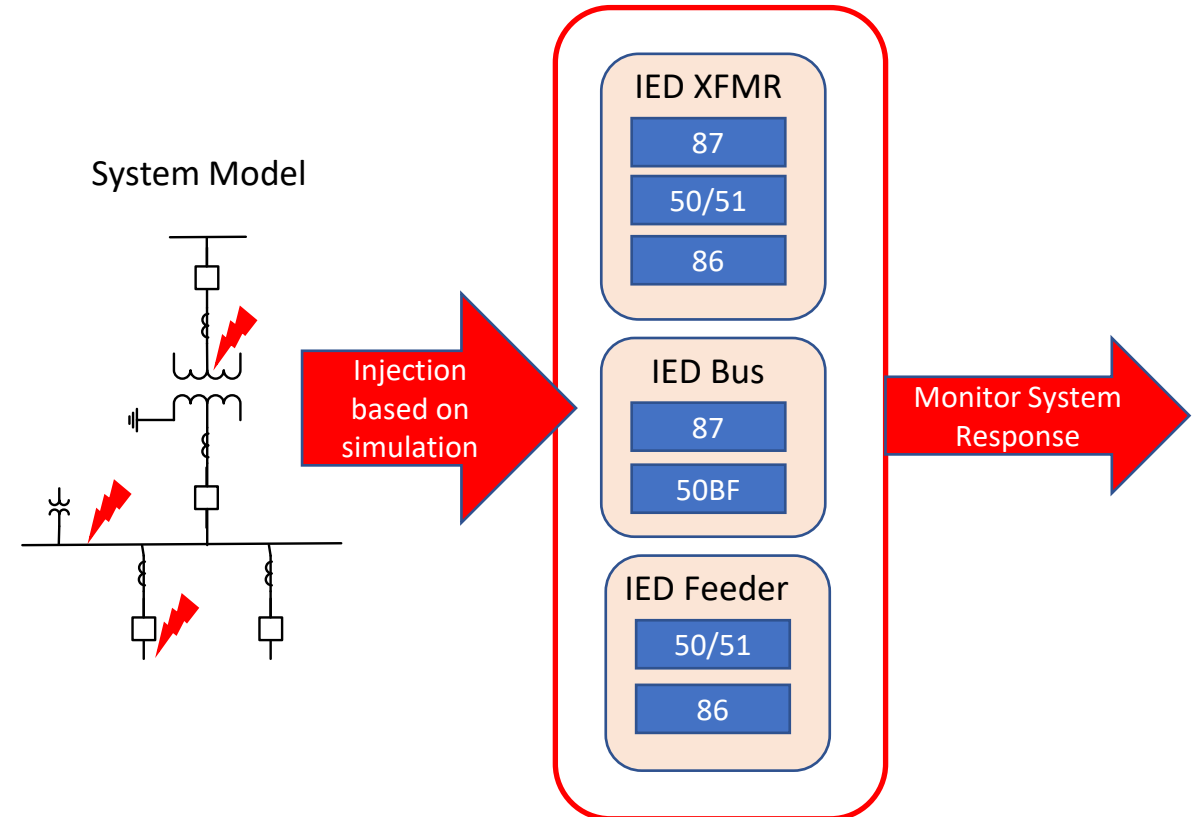 System Model
Injection
based on
simulation
IED XFMR
87
50/51
86
IED Bus
87
50BF
IED Feeder
50/51
86
Monitor System
Response